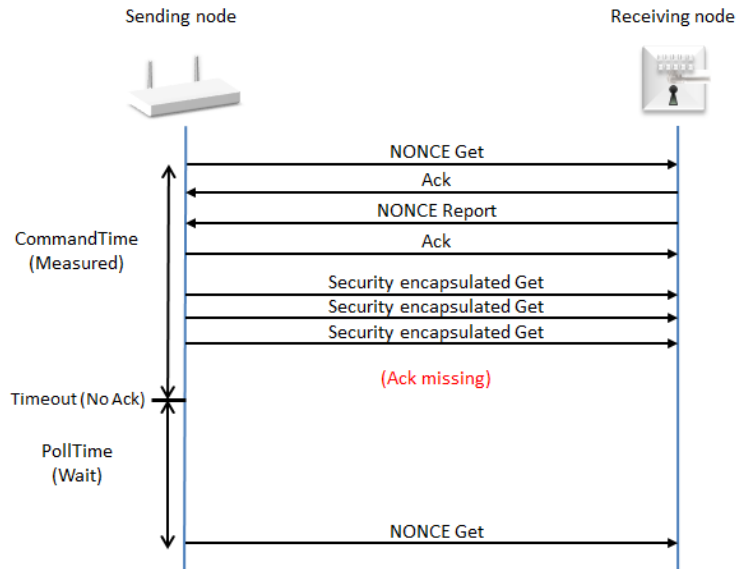 Sending node
Receiving node
NONCE Get
Ack
NONCE Report
CommandTime
(Measured)
Ack
Security encapsulated Get
Security encapsulated Get
Security encapsulated Get
(Ack missing)
Timeout (No Ack)
PollTime
(Wait)
NONCE Get